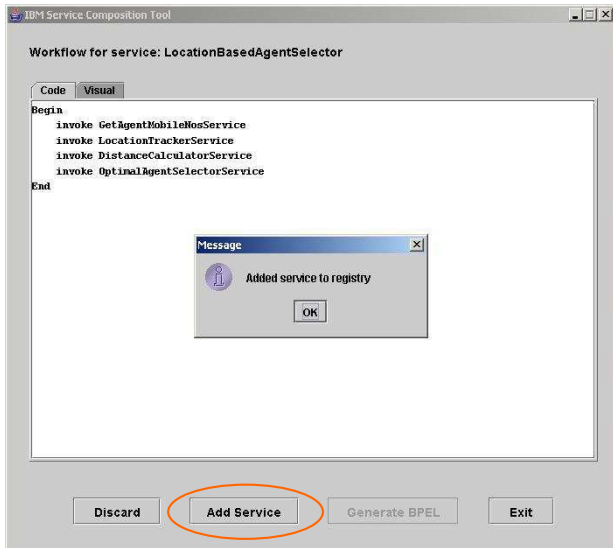 IBM Service Composition Tool
Workflow for service: LocationBasedAgentSelector
Code Visual
Begin
invoke GetAgentMobileNosService
invoke LocationTrackerService
invoke DistanceCalculatorService
invoke OptimalAgentSelectorService
End
Message
Added service to registry
OK
Discard Add Service Generate BPEL Exit